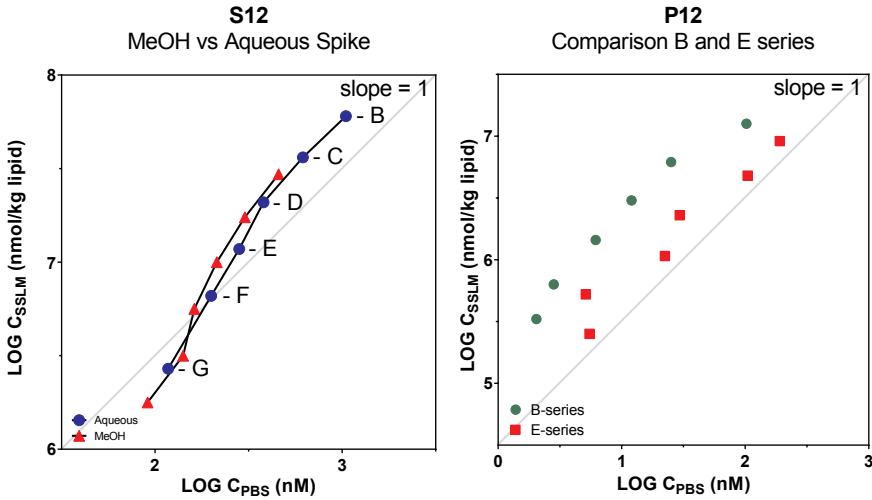 S12
MeOH vs Aqueous Spike
slope = 1
8
7
6
LOG CSSLM (nmol/kg lipid)
- B
- C
- D
- E
- F
- G
Aqueous
MeOH
2
3
LOG CPBS (nM)
P12
Comparison B and E series
slope = 1
7
6
5
LOG CSSLM (nmol/kg lipid)
B-series
E-series
0
1
2
3
LOG CPBS (nM)